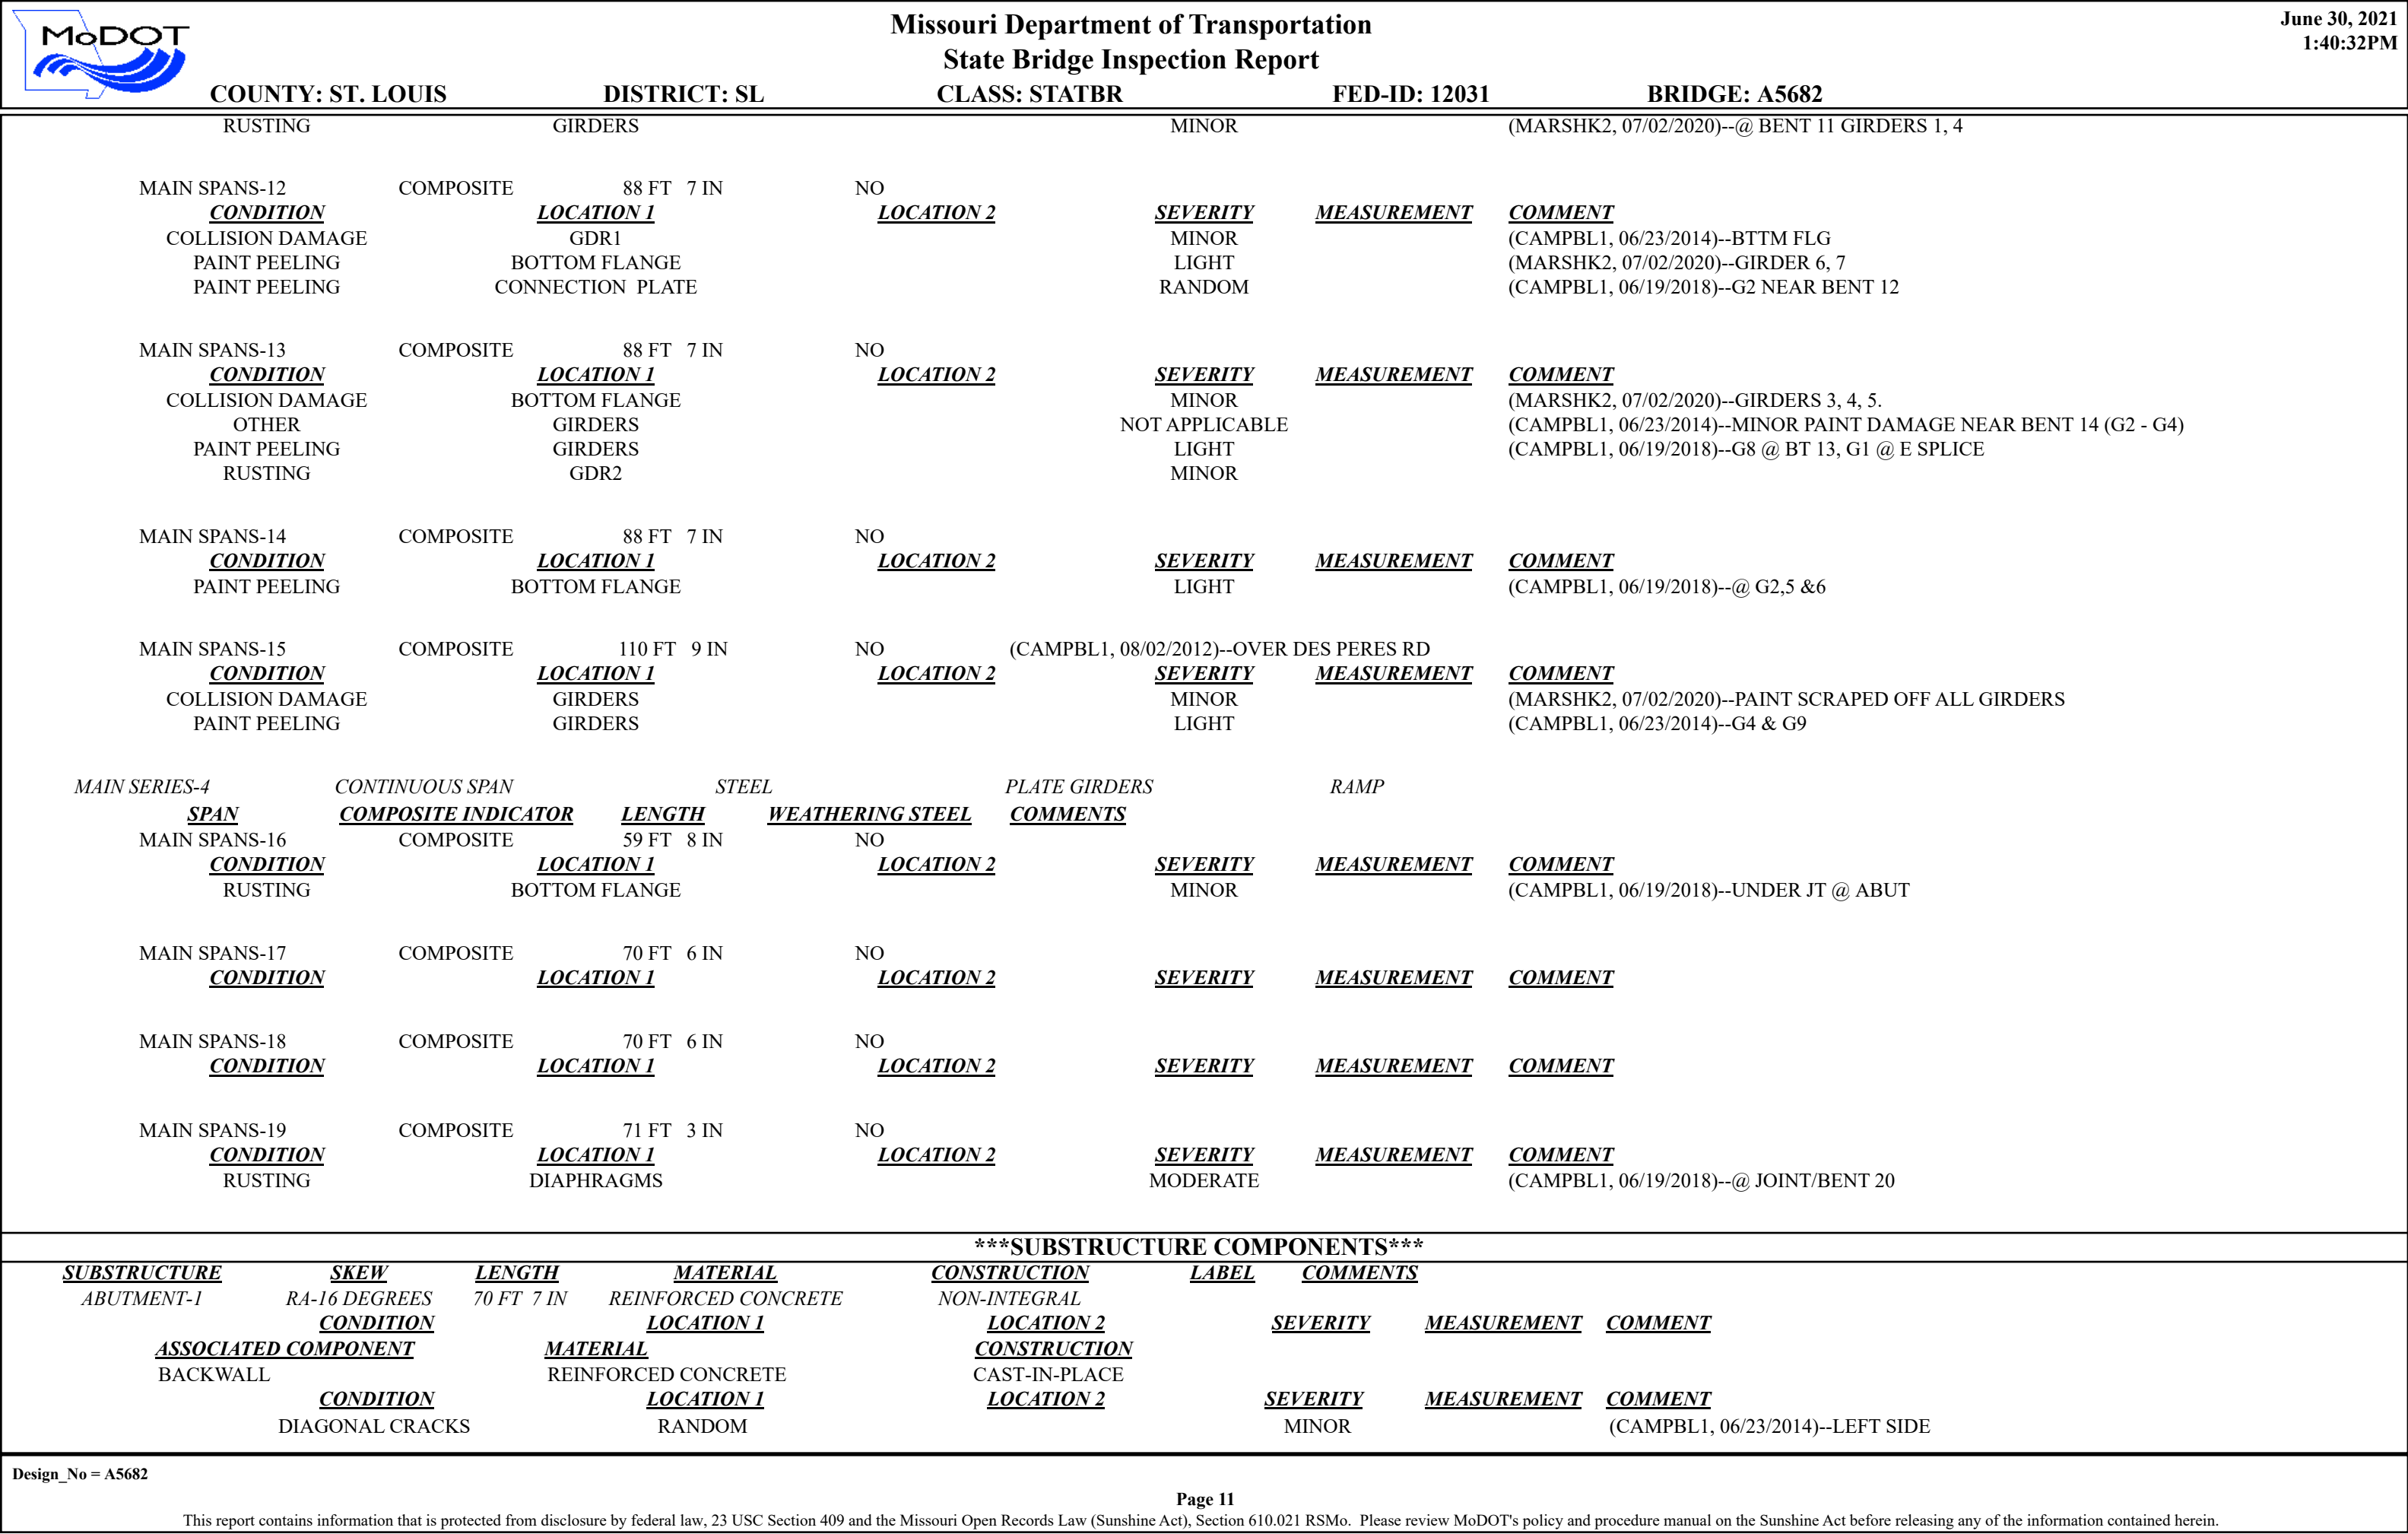 MoDOT
Missouri Department of Transportation
State Bridge Inspection Report
June 30, 2021
1:40:32PM
COUNTY: ST. LOUIS DISTRICT: SL CLASS: STATBR FED-ID: 12031 BRIDGE: A5682
RUSTING GIRDERS MINOR (MARSHK2, 07/02/2020)--@ BENT 11 GIRDERS 1, 4
MAIN SPANS-12 COMPOSITE 88 FT 7 IN NO
CONDITION LOCATION 1 LOCATION 2 SEVERITY MEASUREMENT COMMENT
COLLISION DAMAGE GDR1 MINOR (CAMPBL1, 06/23/2014)--BTTM FLG
PAINT PEELING BOTTOM FLANGE LIGHT (MARSHK2, 07/02/2020)--GIRDER 6, 7
PAINT PEELING CONNECTION PLATE RANDOM (CAMPBL1, 06/19/2018)--G2 NEAR BENT 12
MAIN SPANS-13 COMPOSITE 88 FT 7 IN NO
CONDITION LOCATION 1 LOCATION 2 SEVERITY MEASUREMENT COMMENT
COLLISION DAMAGE BOTTOM FLANGE MINOR (MARSHK2, 07/02/2020)--GIRDERS 3, 4, 5.
OTHER GIRDERS NOT APPLICABLE (CAMPBL1, 06/23/2014)--MINOR PAINT DAMAGE NEAR BENT 14 (G2 - G4)
PAINT PEELING GIRDERS LIGHT (CAMPBL1, 06/19/2018)--G8 @ BT 13, G1 @ E SPLICE
RUSTING GDR2 MINOR
MAIN SPANS-14 COMPOSITE 88 FT 7 IN NO
CONDITION LOCATION 1 LOCATION 2 SEVERITY MEASUREMENT COMMENT
PAINT PEELING BOTTOM FLANGE LIGHT (CAMPBL1, 06/19/2018)--@ G2,5 &6
MAIN SPANS-15 COMPOSITE 110 FT 9 IN NO (CAMPBL1, 08/02/2012)--OVER DES PERES RD
CONDITION LOCATION 1 LOCATION 2 SEVERITY MEASUREMENT COMMENT
COLLISION DAMAGE GIRDERS MINOR (MARSHK2, 07/02/2020)--PAINT SCRAPED OFF ALL GIRDERS
PAINT PEELING GIRDERS LIGHT (CAMPBL1, 06/23/2014)--G4 & G9
MAIN SERIES-4 CONTINUOUS SPAN STEEL PLATE GIRDERS RAMP
SPAN COMPOSITE INDICATOR LENGTH WEATHERING STEEL COMMENTS
MAIN SPANS-16 COMPOSITE 59 FT 8 IN NO
CONDITION LOCATION 1 LOCATION 2 SEVERITY MEASUREMENT COMMENT
RUSTING BOTTOM FLANGE MINOR (CAMPBL1, 06/19/2018)--UNDER JT @ ABUT
MAIN SPANS-17 COMPOSITE 70 FT 6 IN NO
CONDITION LOCATION 1 LOCATION 2 SEVERITY MEASUREMENT COMMENT
MAIN SPANS-18 COMPOSITE 70 FT 6 IN NO
CONDITION LOCATION 1 LOCATION 2 SEVERITY MEASUREMENT COMMENT
MAIN SPANS-19 COMPOSITE 71 FT 3 IN NO
CONDITION LOCATION 1 LOCATION 2 SEVERITY MEASUREMENT COMMENT
RUSTING DIAPHRAGMS MODERATE (CAMPBL1, 06/19/2018)--@ JOINT/BENT 20
***SUBSTRUCTURE COMPONENTS***
SUBSTRUCTURE SKEW LENGTH MATERIAL CONSTRUCTION LABEL COMMENTS
ABUTMENT-1 RA-16 DEGREES 70 FT 7 IN REINFORCED CONCRETE NON-INTEGRAL
CONDITION LOCATION 1 LOCATION 2 SEVERITY MEASUREMENT COMMENT
ASSOCIATED COMPONENT MATERIAL CONSTRUCTION
BACKWALL REINFORCED CONCRETE CAST-IN-PLACE
CONDITION LOCATION 1 LOCATION 2 SEVERITY MEASUREMENT COMMENT
DIAGONAL CRACKS RANDOM MINOR (CAMPBL1, 06/23/2014)--LEFT SIDE
Design_No = A5682
Page 11
This report contains information that is protected from disclosure by federal law, 23 USC Section 409 and the Missouri Open Records Law (Sunshine Act), Section 610.021 RSMo. Please review MoDOT's policy and procedure manual on the Sunshine Act before releasing any of the information contained herein.